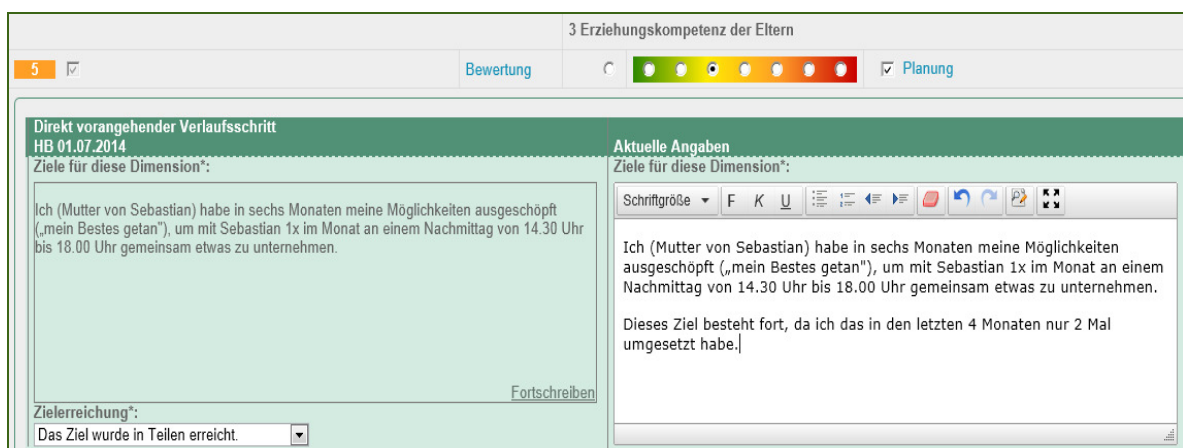 3 Erziehungskompetenz der Eltern
5 Bewertung Planung
Direkt vorangehender Verlaufsschritt
HB 01.07.2014
Ziele für diese Dimension*:
Ich (Mutter von Sebastian) habe in sechs Monaten meine Möglichkeiten ausgeschöpft
(„mein Bestes getan"), um mit Sebastian 1x im Monat an einem Nachmittag von 14.30 Uhr
bis 18.00 Uhr gemeinsam etwas zu unternehmen.
Fortschreiben
Zielerreichung*:
Das Ziel wurde in Teilen erreicht.
Aktuelle Angaben
Ziele für diese Dimension*:
Schriftgröße F K U
Ich (Mutter von Sebastian) habe in sechs Monaten meine Möglichkeiten
ausgeschöpft („mein Bestes getan"), um mit Sebastian 1x im Monat an einem
Nachmittag von 14.30 Uhr bis 18.00 Uhr gemeinsam etwas zu unternehmen.
Dieses Ziel besteht fort, da ich das in den letzten 4 Monaten nur 2 Mal
umgesetzt habe.